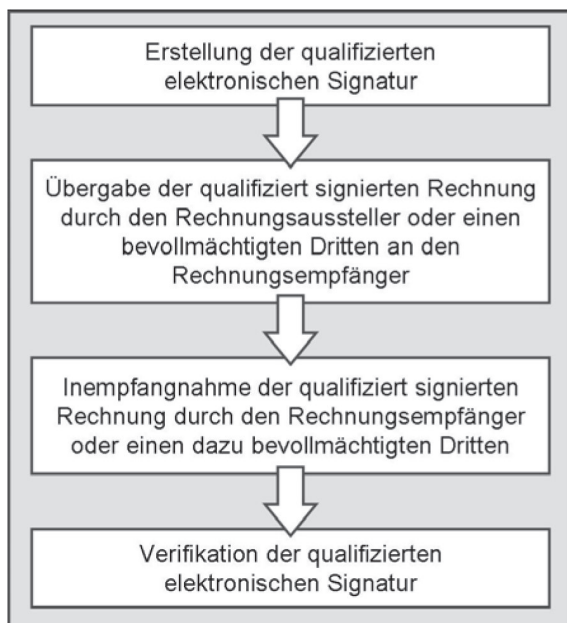 Erstellung der qualifizierten
elektronischen Signatur
Übergabe der qualifiziert signierten Rechnung
durch den Rechnungsaussteller oder einen
bevollmächtigten Dritten an den
Rechnungsempfänger
Inempfangnahme der qualifiziert signierten
Rechnung durch den Rechnungsempfänger
oder einen dazu bevollmächtigten Dritten
Verifikation der qualifizierten
elektronischen Signatur